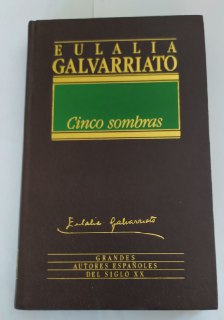 EULALIA
GALVARRIATO
Cinco sombras
Eulalia Galvarriato
GRANDES
AUTORES ESPAÑOLES
DEL SIGLO XX